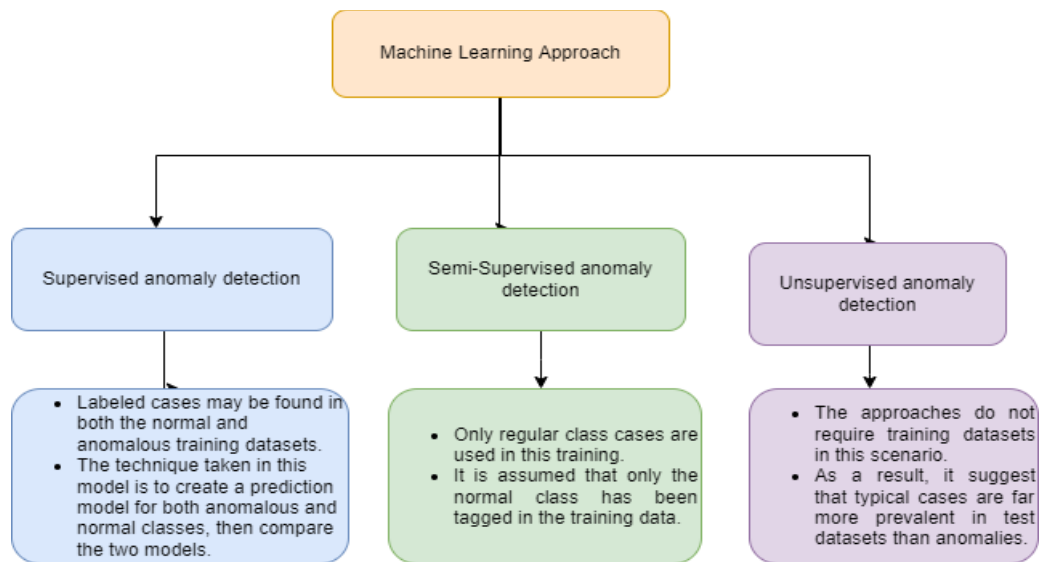 Machine Learning Approach
Supervised anomaly detection
Semi-Supervised anomaly
detection
Unsupervised anomaly
detection
• Labeled cases may be found in
both the normal and
anomalous training datasets.
• The technique taken in this
model is to create a prediction
model for both anomalous and
normal classes, then compare
the two models.
• Only regular class cases are
used in this training.
• It is assumed that only the
normal class has been
tagged in the training data.
• The approaches do not
require training datasets
in this scenario.
• As a result, it suggest
that typical cases are far
more prevalent in test
datasets than anomalies.